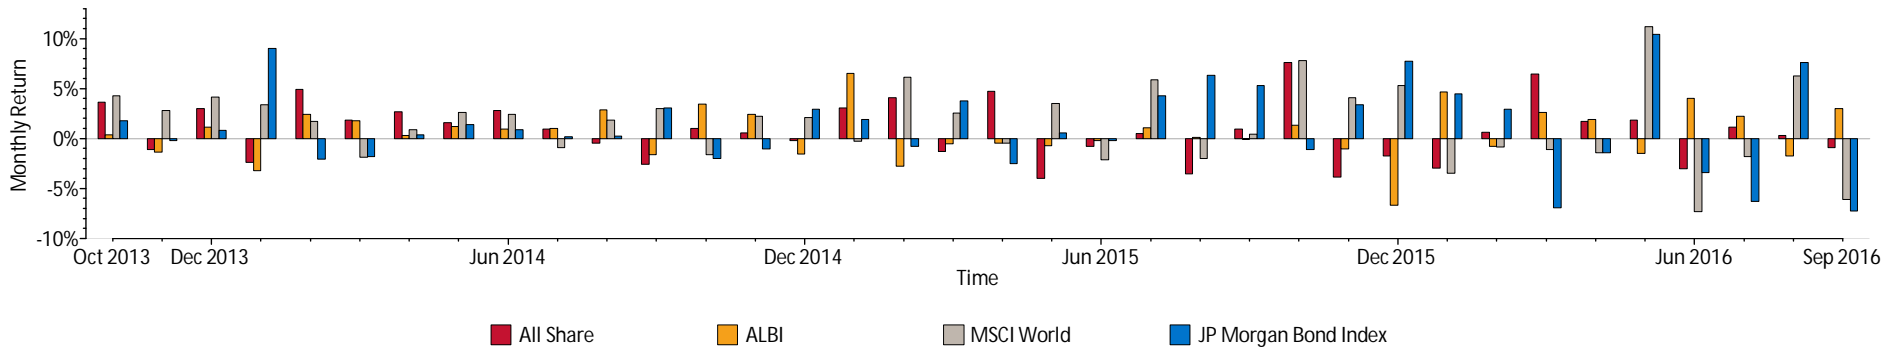 Monthly Return
10%
5%
0%
-5%
-10%
Oct 2013 Dec 2013 Jun 2014 Dec 2014 Jun 2015 Dec 2015 Jun 2016 Sep 2016
Time
All Share ALBI MSCI World JP Morgan Bond Index